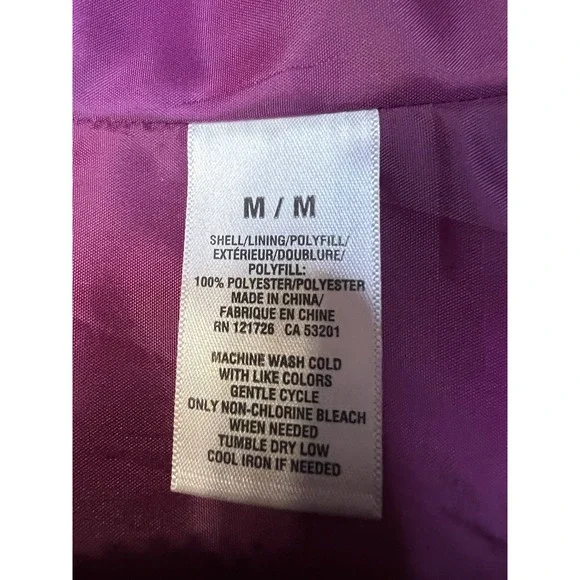 M / M
SHELL/LINING/POLYFILL/
EXTÉRIEUR/DOUBLURE/
POLYFILL:
100% POLYESTER/POLYESTER
MADE IN CHINA/
FABRIQUE EN CHINE
RN 121726 CA 53201
MACHINE WASH COLD
WITH LIKE COLORS
GENTLE CYCLE
ONLY NON-CHLORINE BLEACH
WHEN NEEDED
TUMBLE DRY LOW
COOL IRON IF NEEDED